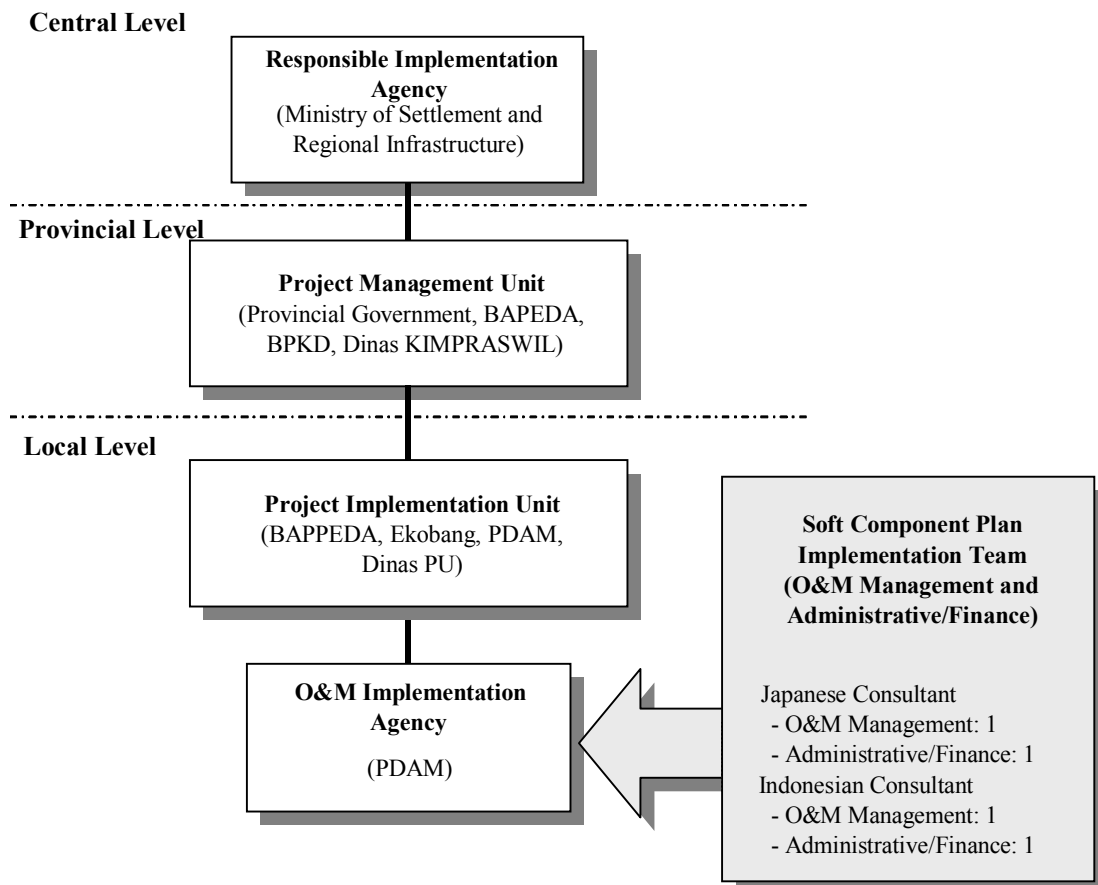 Central Level
Responsible Implementation
Agency
(Ministry of Settlement and
Regional Infrastructure)
Provincial Level
Project Management Unit
(Provincial Government, BAPEDA,
BPKD, Dinas KIMPRASWIL)
Local Level
Project Implementation Unit
(BAPPEDA, Ekobang, PDAM,
Dinas PU)
O&M Implementation
Agency
(PDAM)
Soft Component Plan
Implementation Team
(O&M Management and
Administrative/Finance)
Japanese Consultant
- O&M Management: 1
- Administrative/Finance: 1
Indonesian Consultant
- O&M Management: 1
- Administrative/Finance: 1